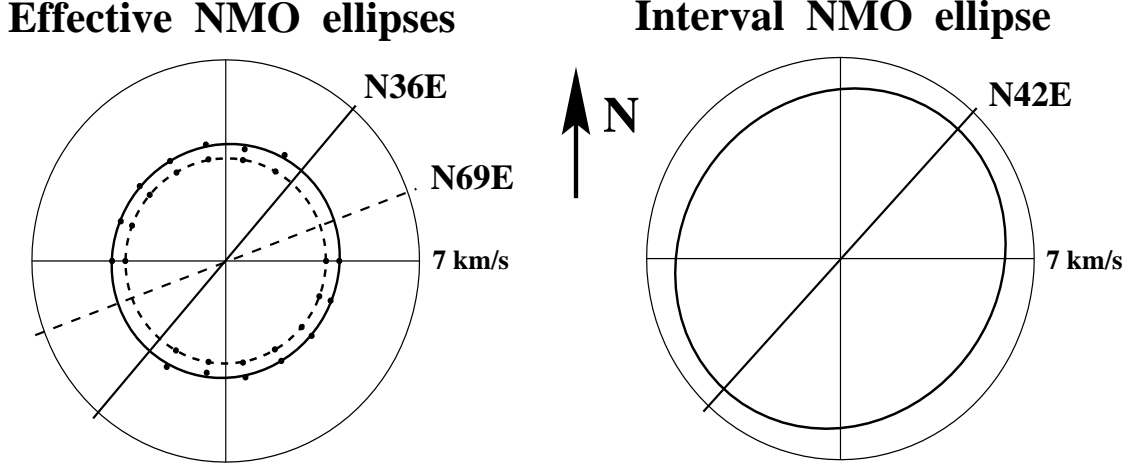 Effective NMO ellipses
Interval NMO ellipse
N36E
N69E
7 km/s
N
N42E
7 km/s